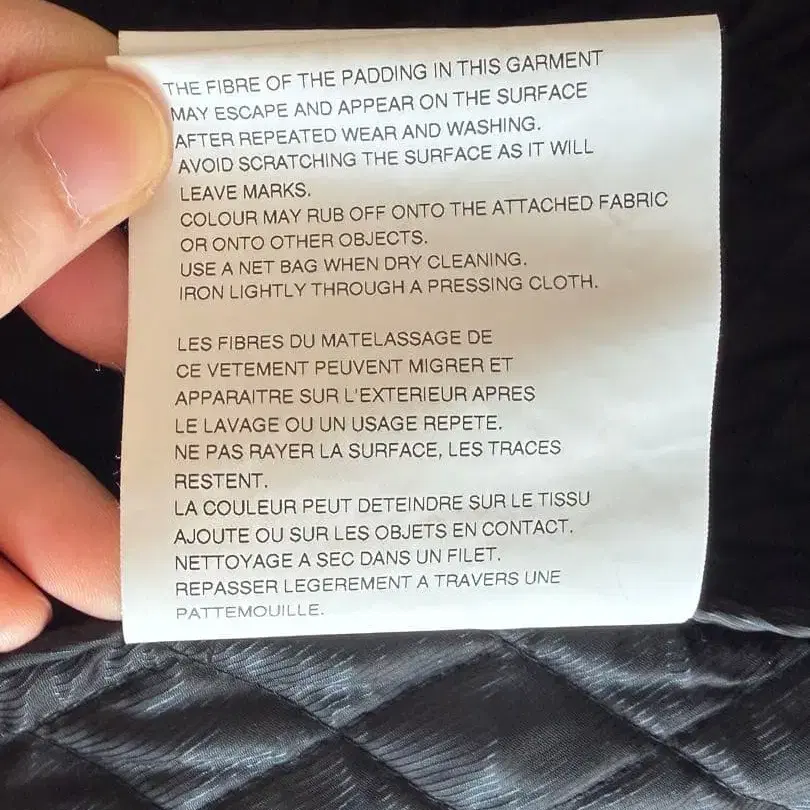 THE FIBRE OF THE PADDING IN THIS GARMENT
MAY ESCAPE AND APPEAR ON THE SURFACE
AFTER REPEATED WEAR AND WASHING.
AVOID SCRATCHING THE SURFACE AS IT WILL
LEAVE MARKS.
COLOUR MAY RUB OFF ONTO THE ATTACHED FABRIC
OR ONTO OTHER OBJECTS.
USE A NET BAG WHEN DRY CLEANING.
IRON LIGHTLY THROUGH A PRESSING CLOTH.
LES FIBRES DU MATELASSAGE DE
CE VETEMENT PEUVENT MIGRER ET
APPARAITRE SUR L'EXTERIEUR APRES
LE LAVAGE OU UN USAGE REPETE.
NE PAS RAYER LA SURFACE, LES TRACES
RESTENT.
LA COULEUR PEUT DETEINDRE SUR LE TISSU
AJOUTE OU SUR LES OBJETS EN CONTACT.
NETTOYAGE A SEC DANS UN FILET.
REPASSER LEGEREMENT A TRAVERS UNE
PATTEMOUILLE.